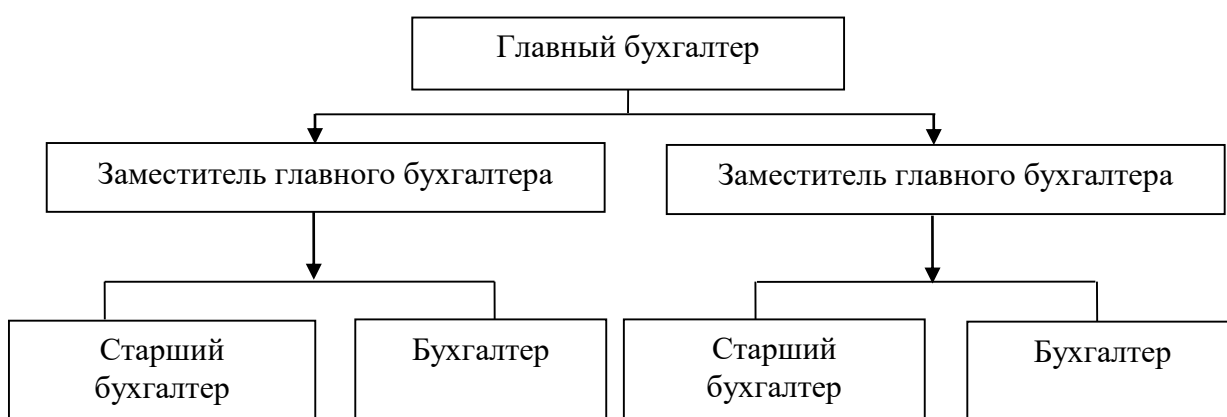 Главный бухгалтер
Заместитель главного бухгалтера
Заместитель главного бухгалтера
Старший
бухгалтер
Бухгалтер
Старший
бухгалтер
Бухгалтер